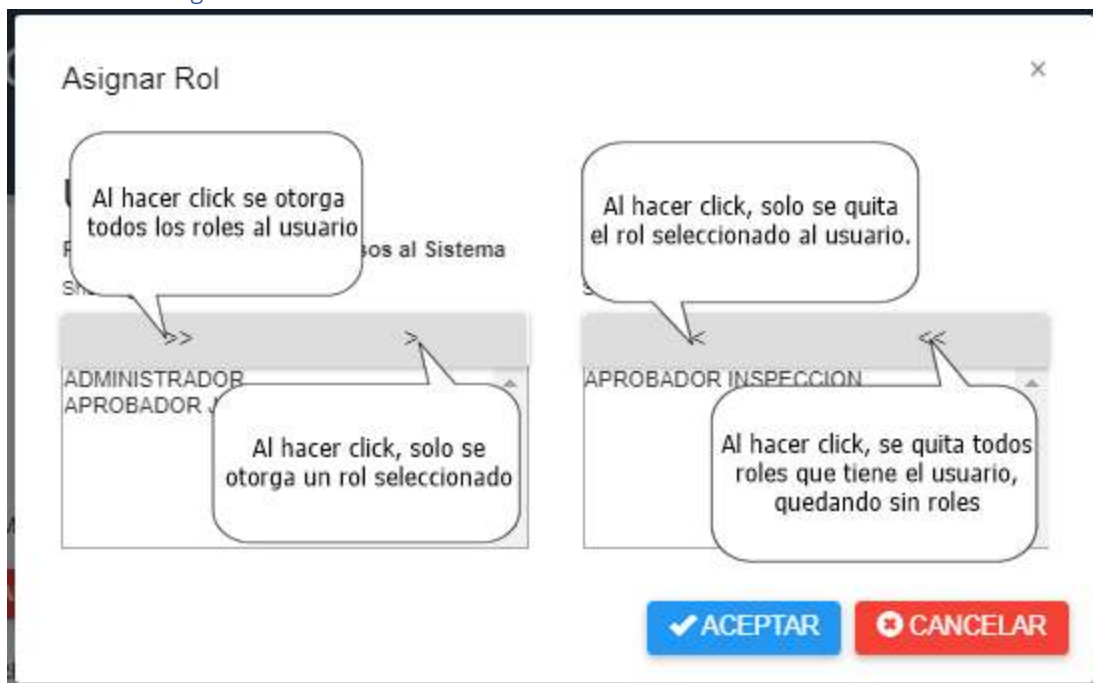 Asignar Rol
×
Al hacer click se otorga
todos los roles al usuario
Al hacer click, solo se quita
el rol seleccionado al usuario.
al Sistema
>>
>
<
<<
ADMINISTRADOR
APROBADOR
APROBADOR INSPECCION
Al hacer click, solo se
otorga un rol seleccionado
Al hacer click, se quita todos
roles que tiene el usuario,
quedando sin roles
ACEPTAR
CANCELAR